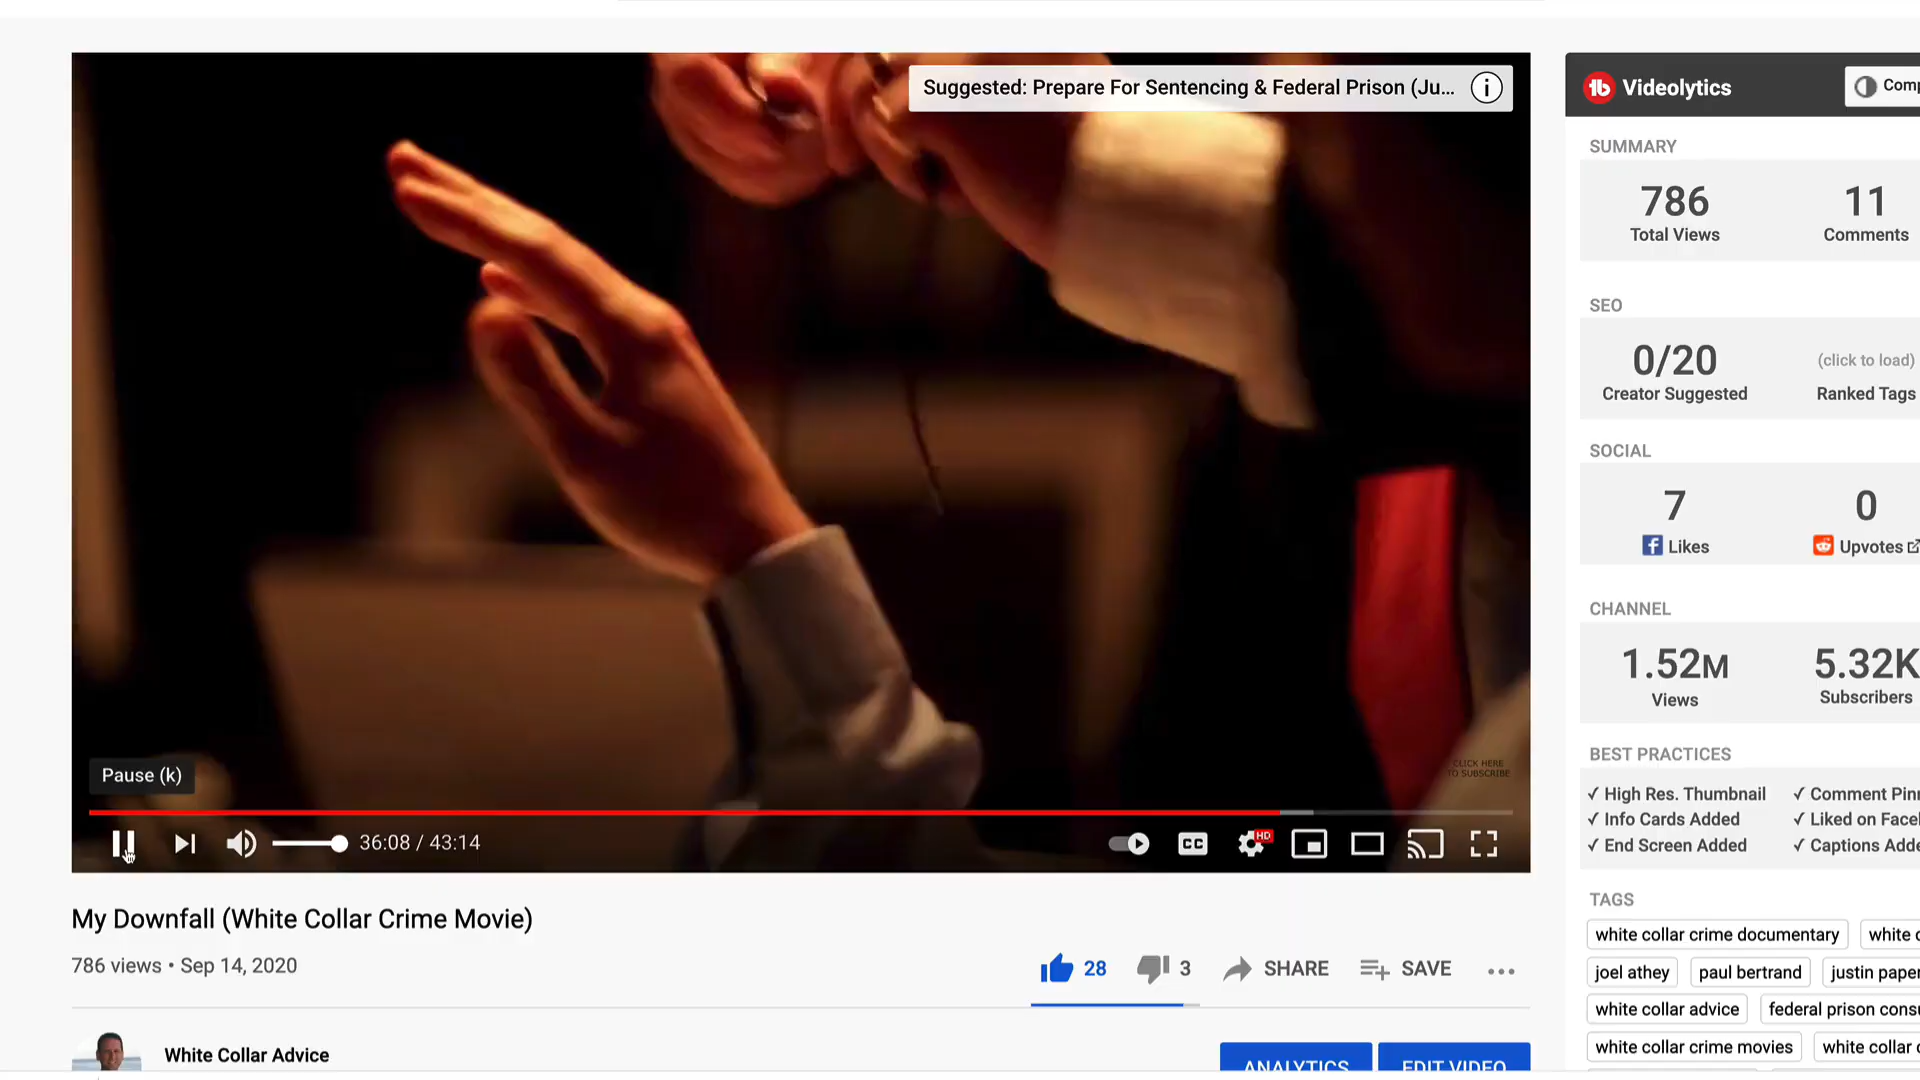 Suggested: Prepare For Sentencing & Federal Prison (Ju...
CLICK HERE
TO SUBSCRIBE
Pause (k)
36:08 / 43:14
CC
HD
My Downfall (White Collar Crime Movie)
786 views • Sep 14, 2020
28
3
SHARE
SAVE
White Collar Advice
ANALYTICS
EDIT VIDEO
Videolytics
Comp
SUMMARY
786
11
Total Views
Comments
SEO
0/20
(click to load)
Creator Suggested
Ranked Tags
SOCIAL
7
0
Likes
Upvotes
CHANNEL
1.52M
5.32K
Views
Subscribers
BEST PRACTICES
✓ High Res. Thumbnail
✓ Comment Pinn
✓ Info Cards Added
✓ Liked on Facel
✓ End Screen Added
✓ Captions Adde
TAGS
white collar crime documentary
white c
joel athey
paul bertrand
justin paper
white collar advice
federal prison consu
white collar crime movies
white collar c